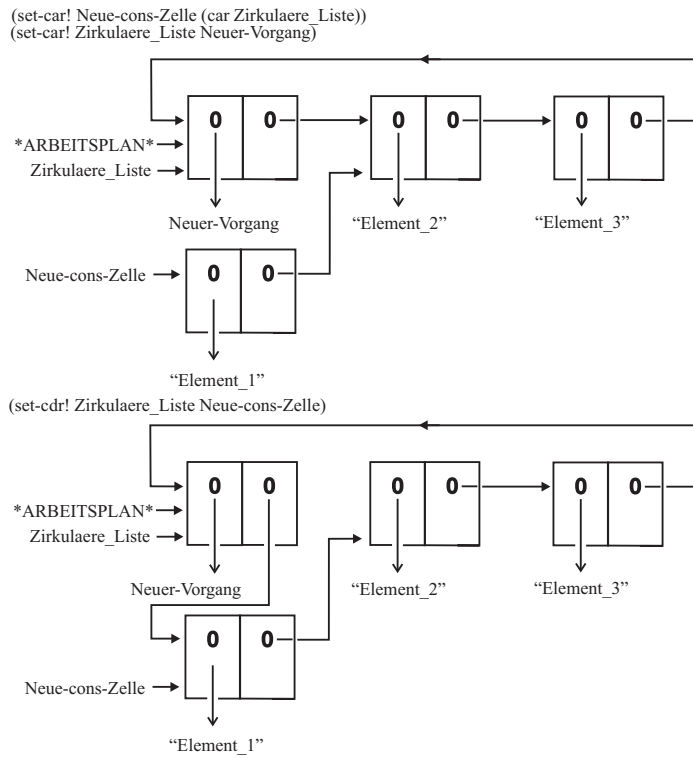 (set-car! Neue-cons-Zelle (car Zirkulaere_Liste))
(set-car! Zirkulaere_Liste Neuer-Vorgang)
0 0 0 0 0 0
*ARBEITSPLAN*
Zirkulaere_Liste
Neuer-Vorgang “Element_2” “Element_3”
Neue-cons-Zelle 0 0
“Element_1”
(set-cdr! Zirkulaere_Liste Neue-cons-Zelle)
0 0 0 0 0 0
*ARBEITSPLAN*
Zirkulaere_Liste
Neuer-Vorgang “Element_2” “Element_3”
0 0
Neue-cons-Zelle
“Element_1”